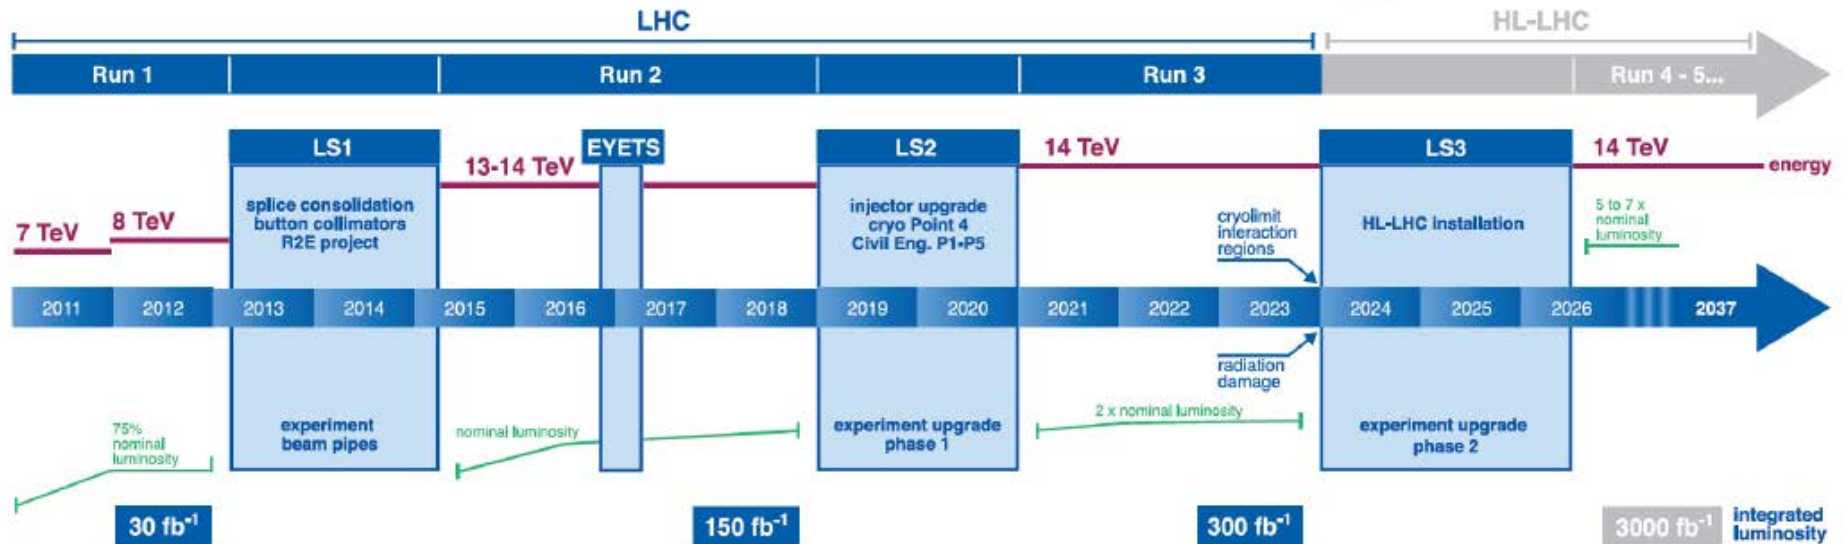 LHC
HL-LHC
Run 1
Run 2
Run 3
Run 4 - 5...
LS1
EYETS
LS2
LS3
13-14 TeV
14 TeV
14 TeV
energy
7 TeV
8 TeV
splice consolidation
button collimators
R2E project
injector upgrade
cryo Point 4
Civil Eng. P1-P5
cryolimit
interaction
regions
HL-LHC installation
5 to 7 x
nominal
luminosity
2011
2012
2013
2014
2015
2016
2017
2018
2019
2020
2021
2022
2023
2024
2025
2026
2037
radiation
damage
75%
nominal
luminosity
experiment
beam pipes
nominal luminosity
experiment upgrade
phase 1
2 x nominal luminosity
experiment upgrade
phase 2
30 fb⁻¹
150 fb⁻¹
300 fb⁻¹
3000 fb⁻¹
integrated
luminosity